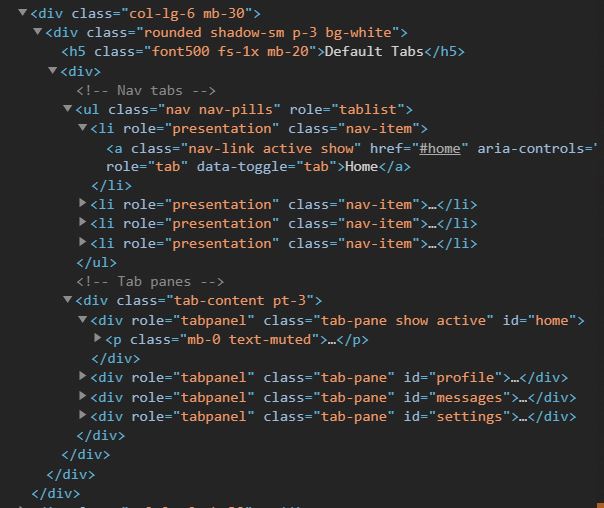 <div class="col-lg-6 mb-30">
<div class="rounded shadow-sm p-3 bg-white">
<h5 class="font500 fs-1x mb-20">Default Tabs</h5>
<div>
<!-- Nav tabs -->
<ul class="nav nav-pills" role="tablist">
<li role="presentation" class="nav-item">
<a class="nav-link active show" href="#home" aria-controls="
role="tab" data-toggle="tab">Home</a>
</li>
<li role="presentation" class="nav-item">…</li>
<li role="presentation" class="nav-item">…</li>
<li role="presentation" class="nav-item">…</li>
</ul>
<!-- Tab panes -->
<div class="tab-content pt-3">
<div role="tabpanel" class="tab-pane show active" id="home">
<p class="mb-0 text-muted">…</p>
</div>
<div role="tabpanel" class="tab-pane" id="profile">…</div>
<div role="tabpanel" class="tab-pane" id="messages">…</div>
<div role="tabpanel" class="tab-pane" id="settings">…</div>
</div>
</div>
</div>
</div>